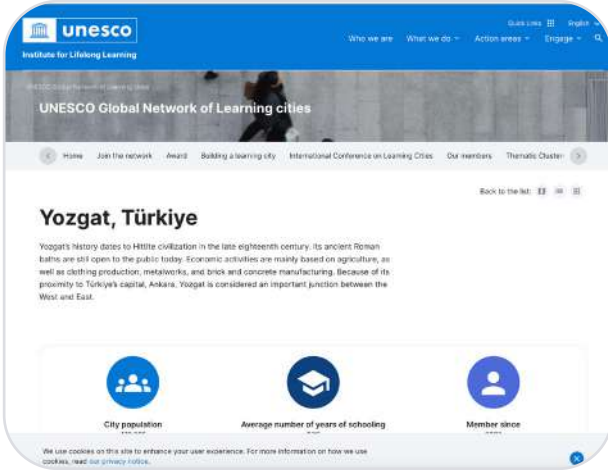 unesco
Quick Links English
Who we are What we do Action areas Engage
Institute for Lifelong Learning
UNESCO Global Network of Learning cities
UNESCO Global Network of Learning cities
Home Join the network Award Building a learning city International Conference on Learning Cities Our members Thematic Cluster
Back to the list:
Yozgat, Türkiye
Yozgat's history dates to Hittite civilization in the late eighteenth century. Its ancient Roman
baths are still open to the public today. Economic activities are mainly based on agriculture, as
well as clothing production, metalworks, and brick and concrete manufacturing. Because of its
proximity to Türkiye's capital, Ankara, Yozgat is considered an important junction between the
West and East.
City population Average number of years of schooling Member since
We use cookies on this site to enhance your user experience. For more information on how we use
cookies, read our privacy notice.